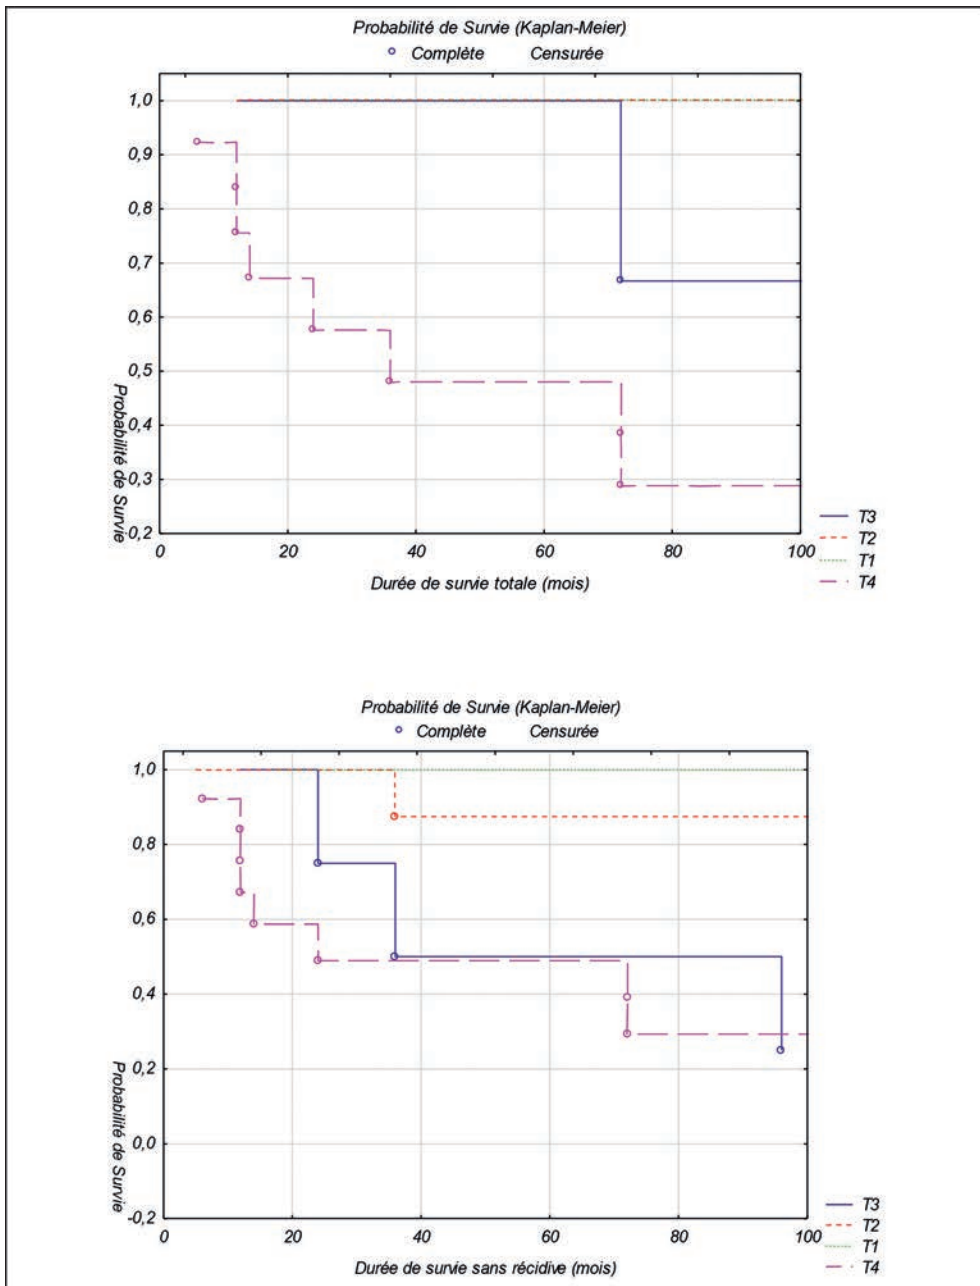 Probabilité de Survie (Kaplan-Meier)
Complète Censurée
1,0
0,9
0,8
0,7
0,6
0,5
0,4
0,3
0,2
Probabilité de Survie
0 20 40 60 80 100
Durée de survie totale (mois)
T3
T2
T1
T4
Probabilité de Survie (Kaplan-Meier)
Complète Censurée
1,0
0,8
0,6
0,4
0,2
0,0
-0,2
Probabilité de Survie
0 20 40 60 80 100
Durée de survie sans récidive (mois)
T3
T2
T1
T4